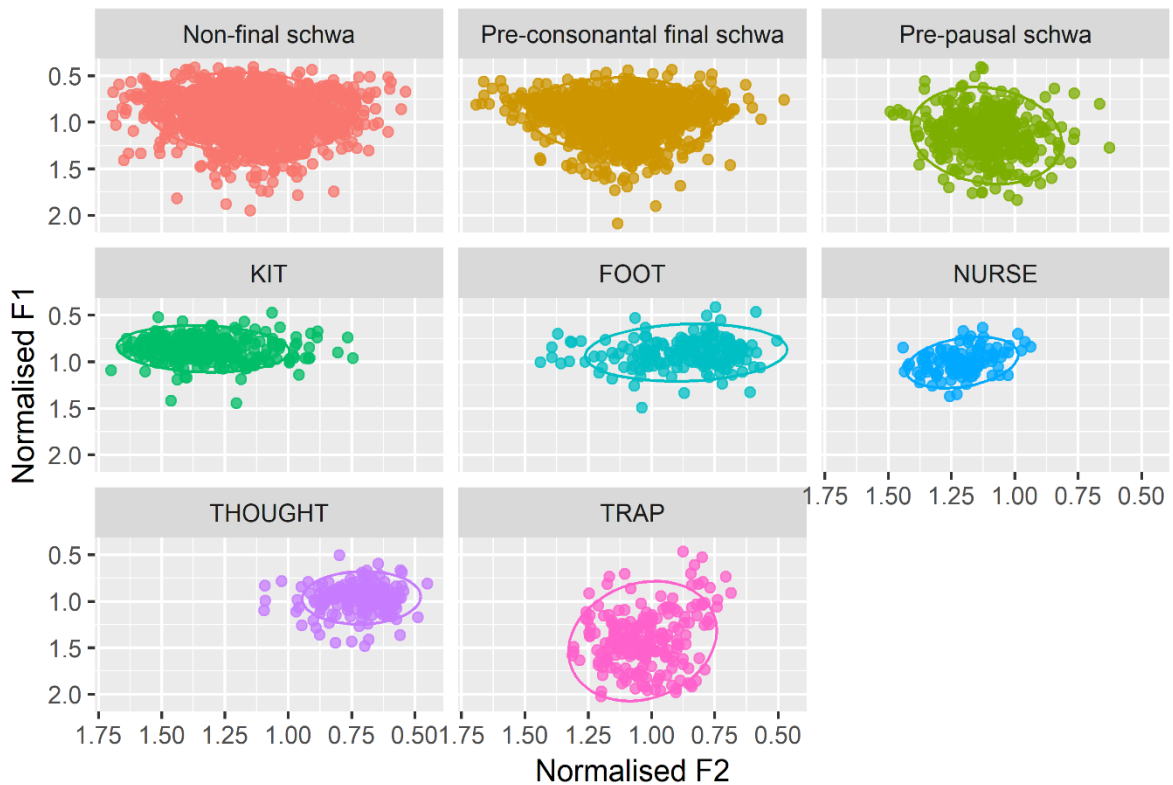 Non-final schwa
Pre-consonantal final schwa
Pre-pausal schwa
0.5
1.0
1.5
2.0
KIT
FOOT
NURSE
Normalised F1
0.5
1.0
1.5
2.0
1.75 1.50 1.25 1.00 0.75 0.50
THOUGHT
TRAP
0.5
1.0
1.5
2.0
1.75 1.50 1.25 1.00 0.75 0.50
1.75 1.50 1.25 1.00 0.75 0.50
Normalised F2